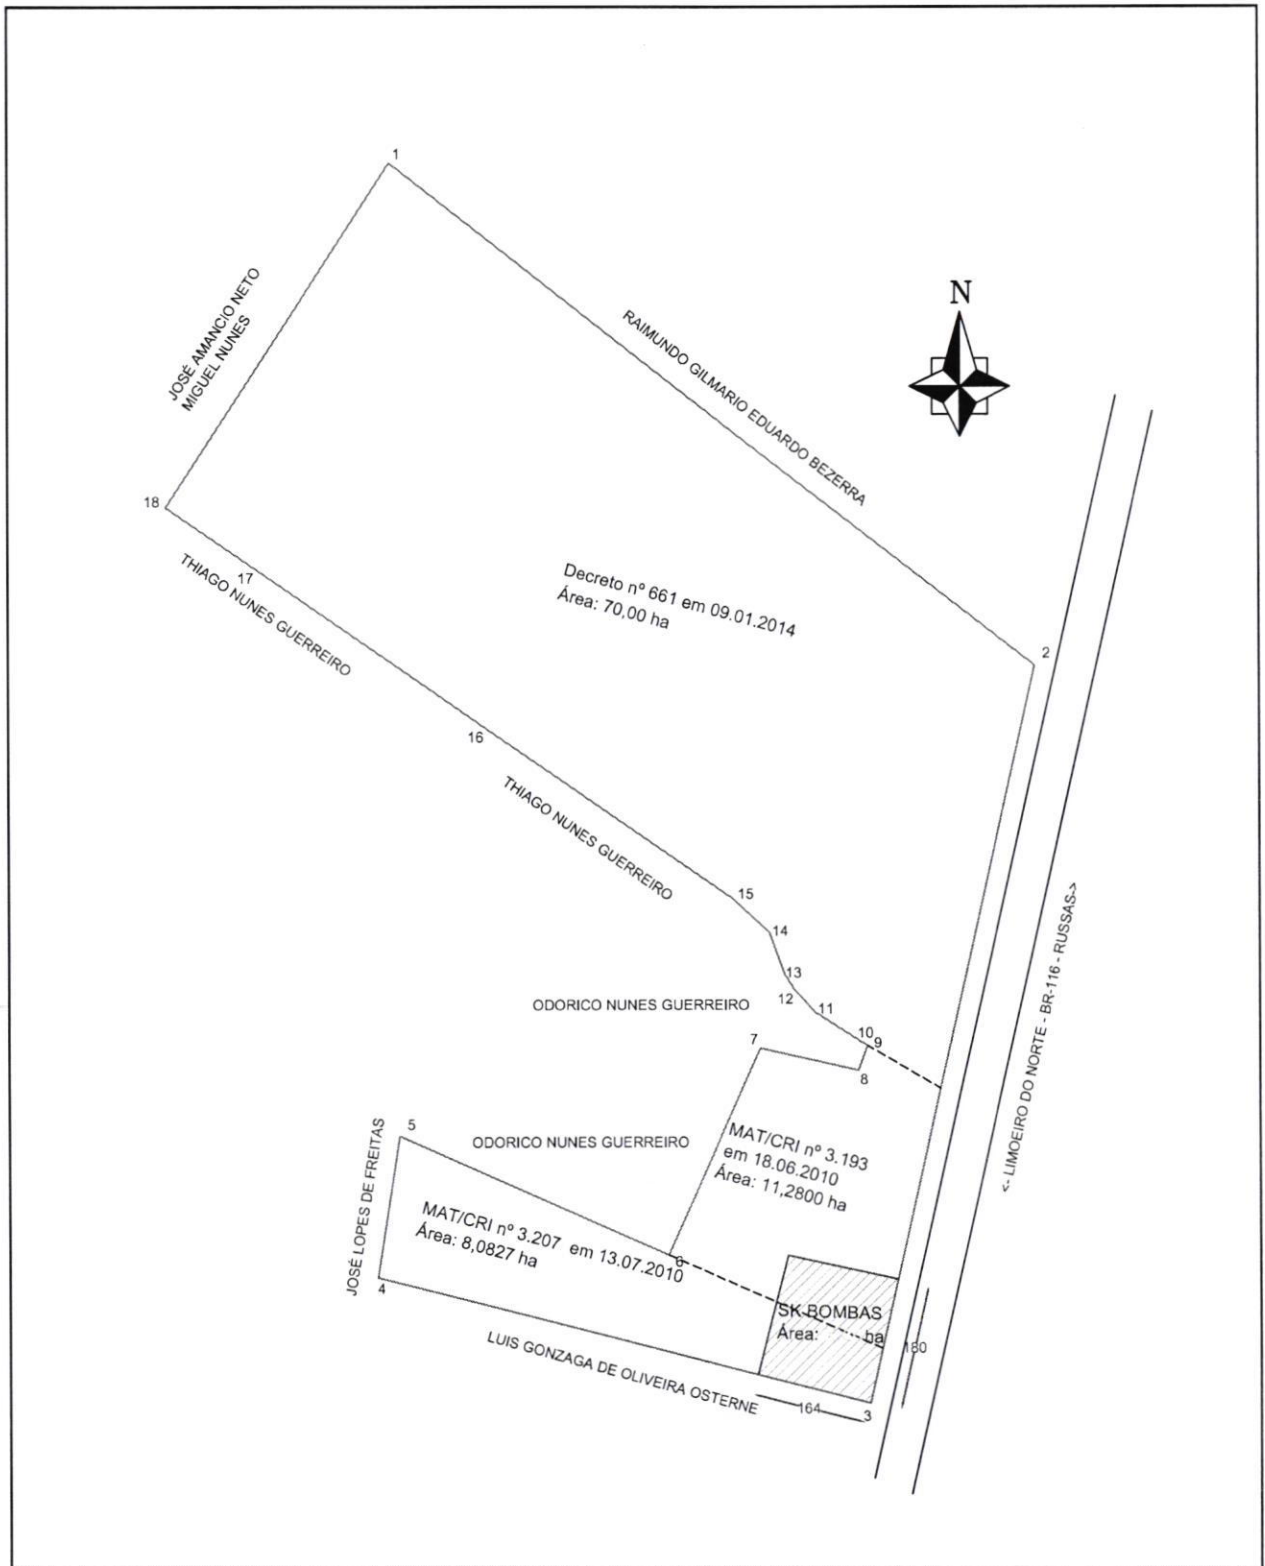 1
N
JOSÉ AMANCIO NETO
MIGUEL NUNES
RAIMUNDO GILMARIO EDUARDO BEZERRA
18
17
THIAGO NUNES GUERREIRO
Decreto nº 661 em 09.01.2014
Área: 70,00 ha
2
16
THIAGO NUNES GUERREIRO
15
14
13
12
11
10
9
ODORICO NUNES GUERREIRO
7
8
<- LIMOEIRO DO NORTE - BR-116 - RUSSAS->
5
ODORICO NUNES GUERREIRO
MAT/CRI nº 3.193
em 18.06.2010
Área: 11,2800 ha
JOSÉ LOPES DE FREITAS
MAT/CRI nº 3.207 em 13.07.2010
Área: 8,0827 ha
6
4
SK BOMBAS
Área: ha
180
LUIS GONZAGA DE OLIVEIRA OSTERNE
164
3